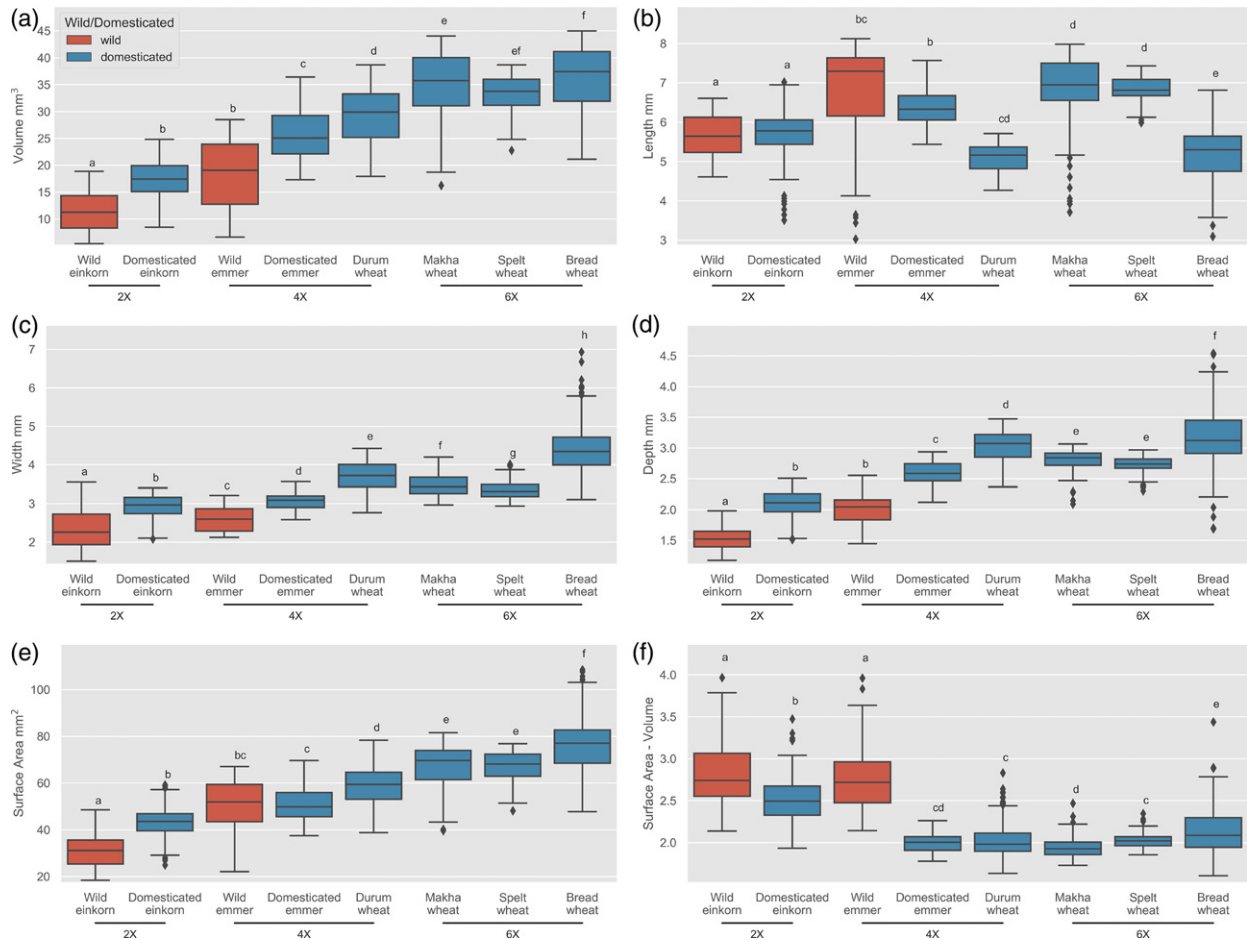 (a)
Wild/Domesticated
wild
domesticated
Volume mm³
45
40
35
30
25
20
15
10
a
b
b
c
d
e
ef
f
Wild einkorn
Domesticated einkorn
Wild emmer
Domesticated emmer
Durum wheat
Makha wheat
Spelt wheat
Bread wheat
2X
4X
6X
(b)
Length mm
8
7
6
5
4
3
a
a
bc
b
cd
d
d
e
Wild einkorn
Domesticated einkorn
Wild emmer
Domesticated emmer
Durum wheat
Makha wheat
Spelt wheat
Bread wheat
2X
4X
6X
(c)
Width mm
7
6
5
4
3
2
a
b
c
d
e
f
g
h
Wild einkorn
Domesticated einkorn
Wild emmer
Domesticated emmer
Durum wheat
Makha wheat
Spelt wheat
Bread wheat
2X
4X
6X
(d)
Depth mm
4.5
4.0
3.5
3.0
2.5
2.0
1.5
a
b
b
c
d
e
e
f
Wild einkorn
Domesticated einkorn
Wild emmer
Domesticated emmer
Durum wheat
Makha wheat
Spelt wheat
Bread wheat
2X
4X
6X
(e)
Surface Area mm²
100
80
60
40
20
a
b
bc
c
d
e
e
f
Wild einkorn
Domesticated einkorn
Wild emmer
Domesticated emmer
Durum wheat
Makha wheat
Spelt wheat
Bread wheat
2X
4X
6X
(f)
Surface Area - Volume
4.0
3.5
3.0
2.5
2.0
a
b
a
cd
c
d
c
e
Wild einkorn
Domesticated einkorn
Wild emmer
Domesticated emmer
Durum wheat
Makha wheat
Spelt wheat
Bread wheat
2X
4X
6X